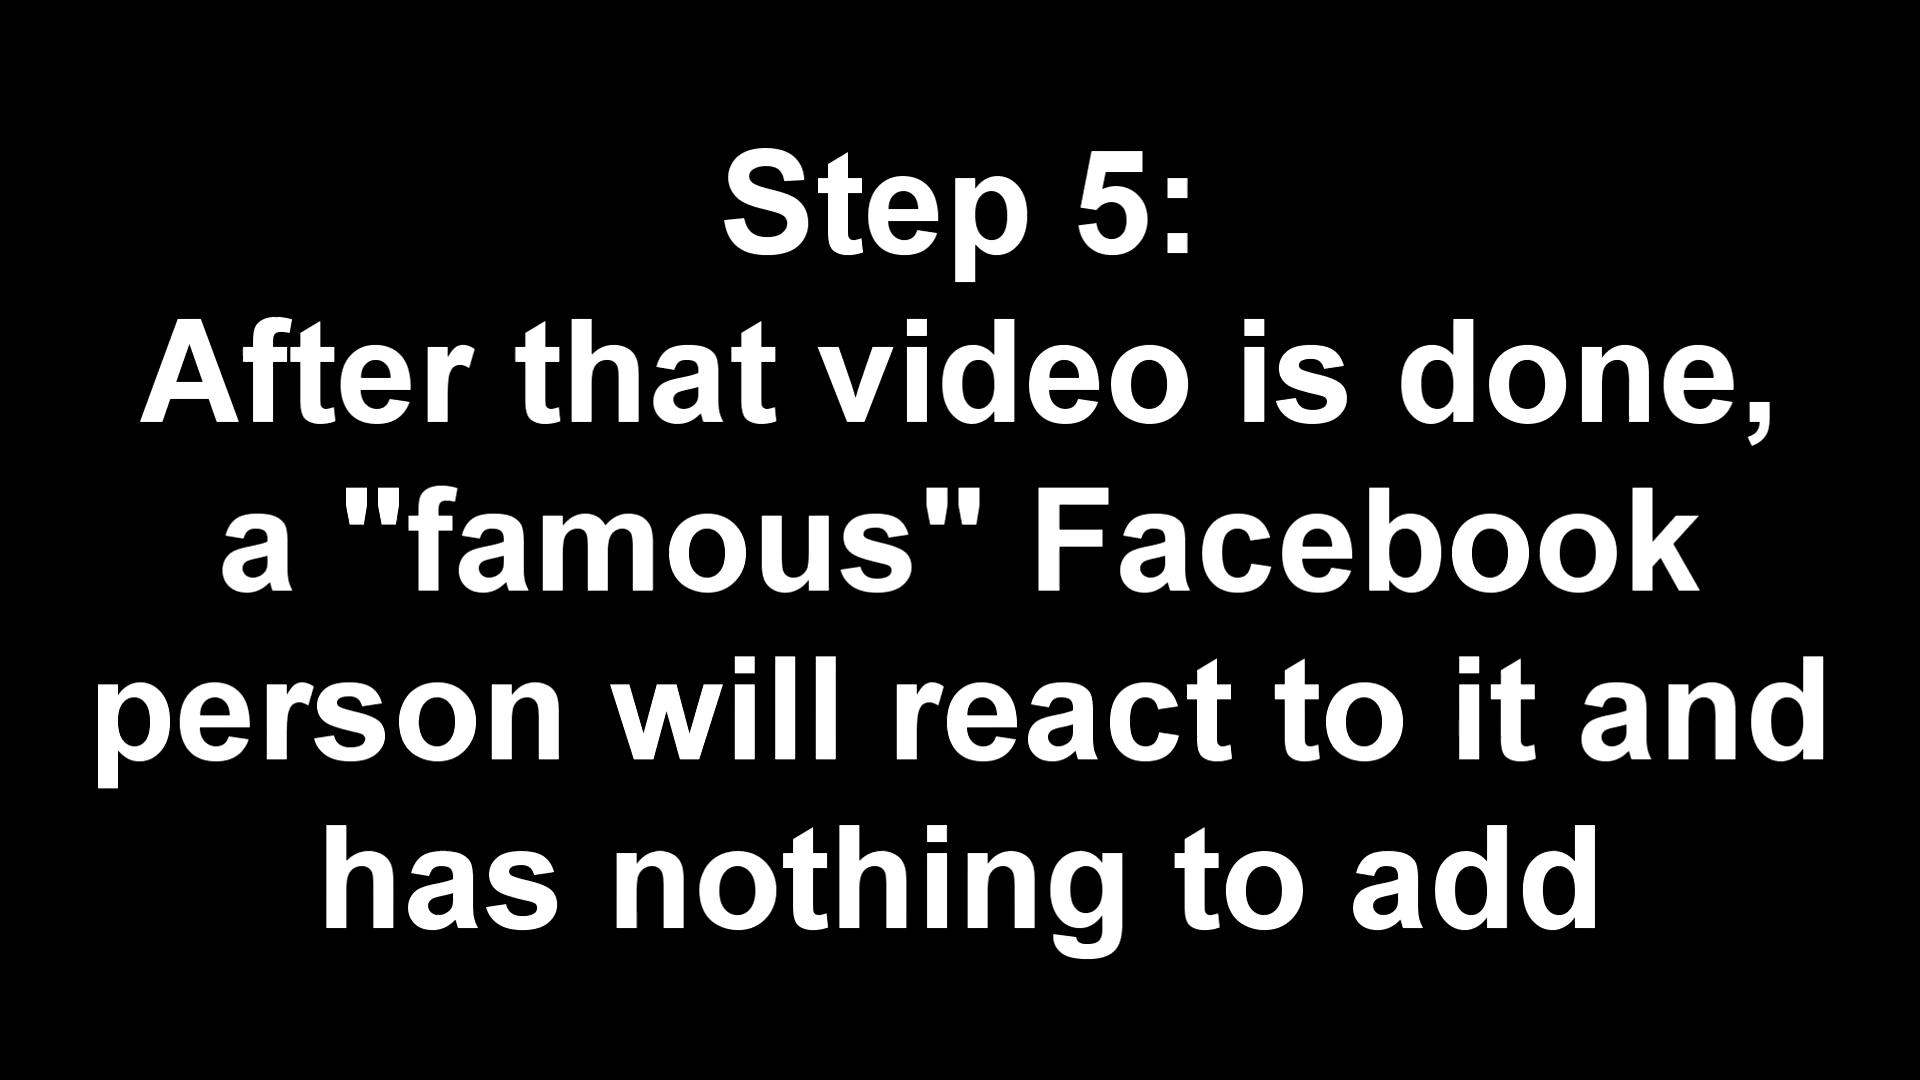 Step 5:
After that video is done,
a "famous" Facebook
person will react to it and
has nothing to add